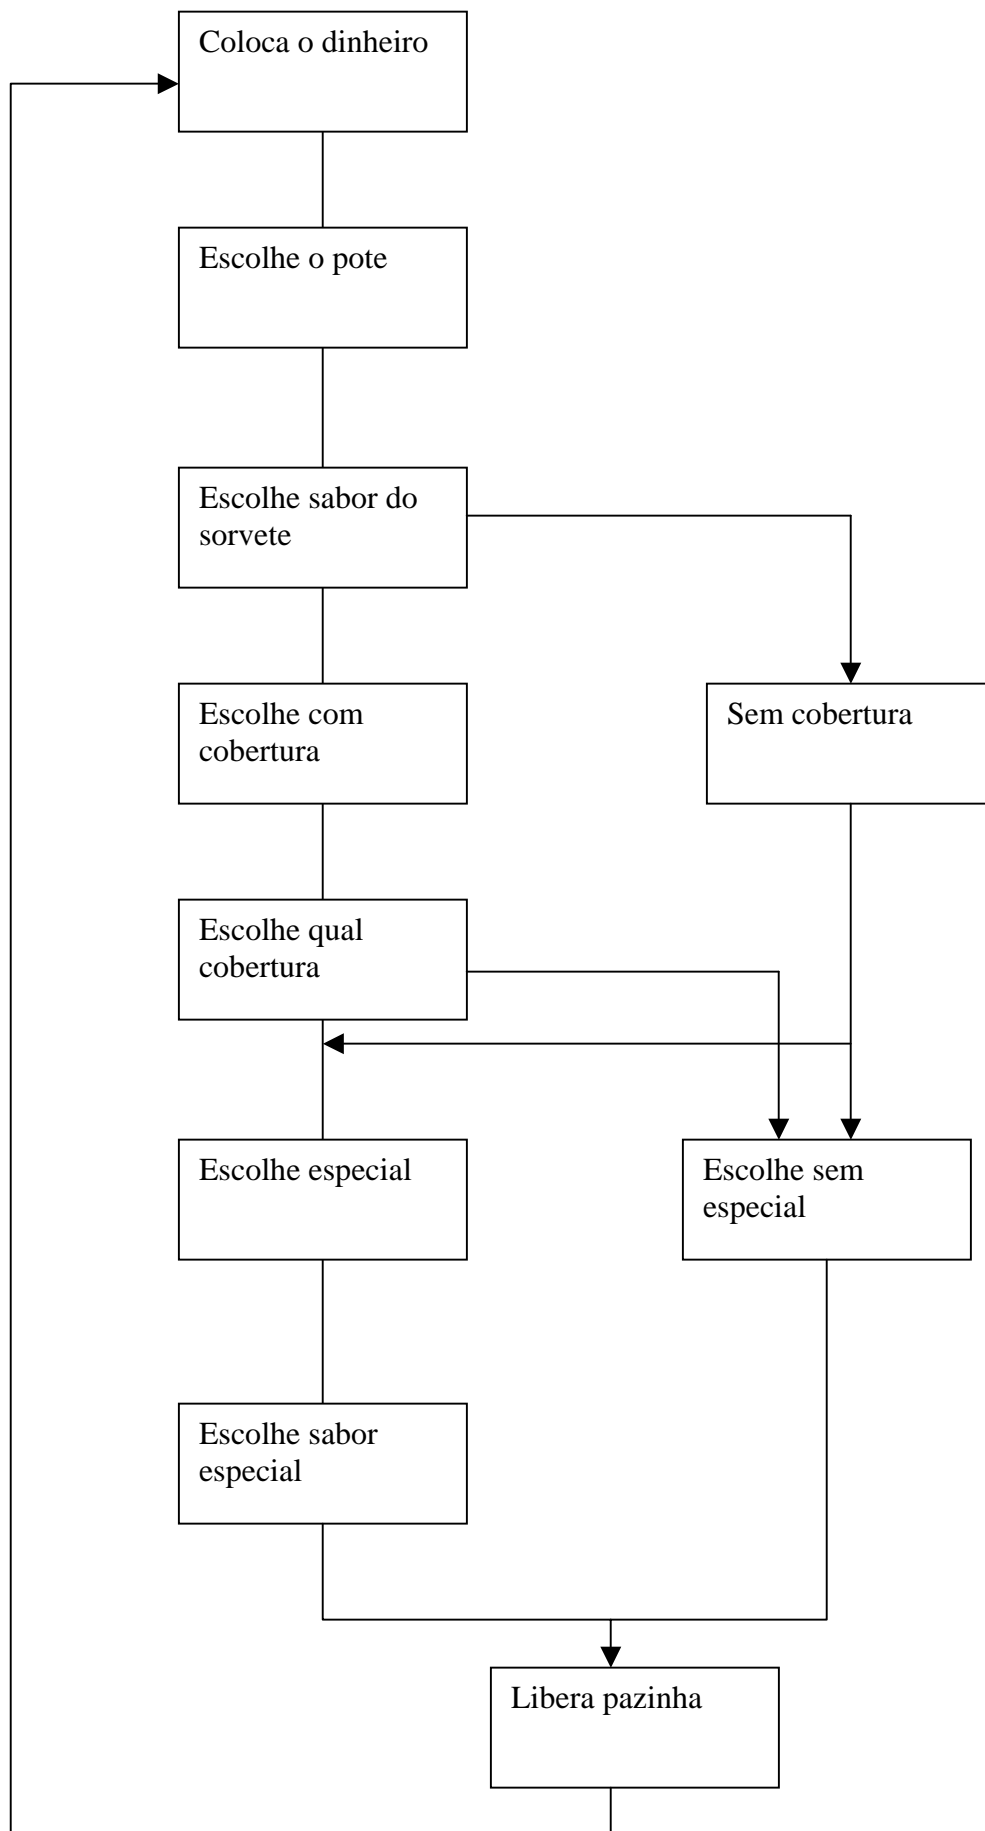 Coloca o dinheiro
Escolhe o pote
Escolhe sabor do
sorvete
Escolhe com
cobertura
Sem cobertura
Escolhe qual
cobertura
Escolhe especial
Escolhe sem
especial
Escolhe sabor
especial
Libera pazinha